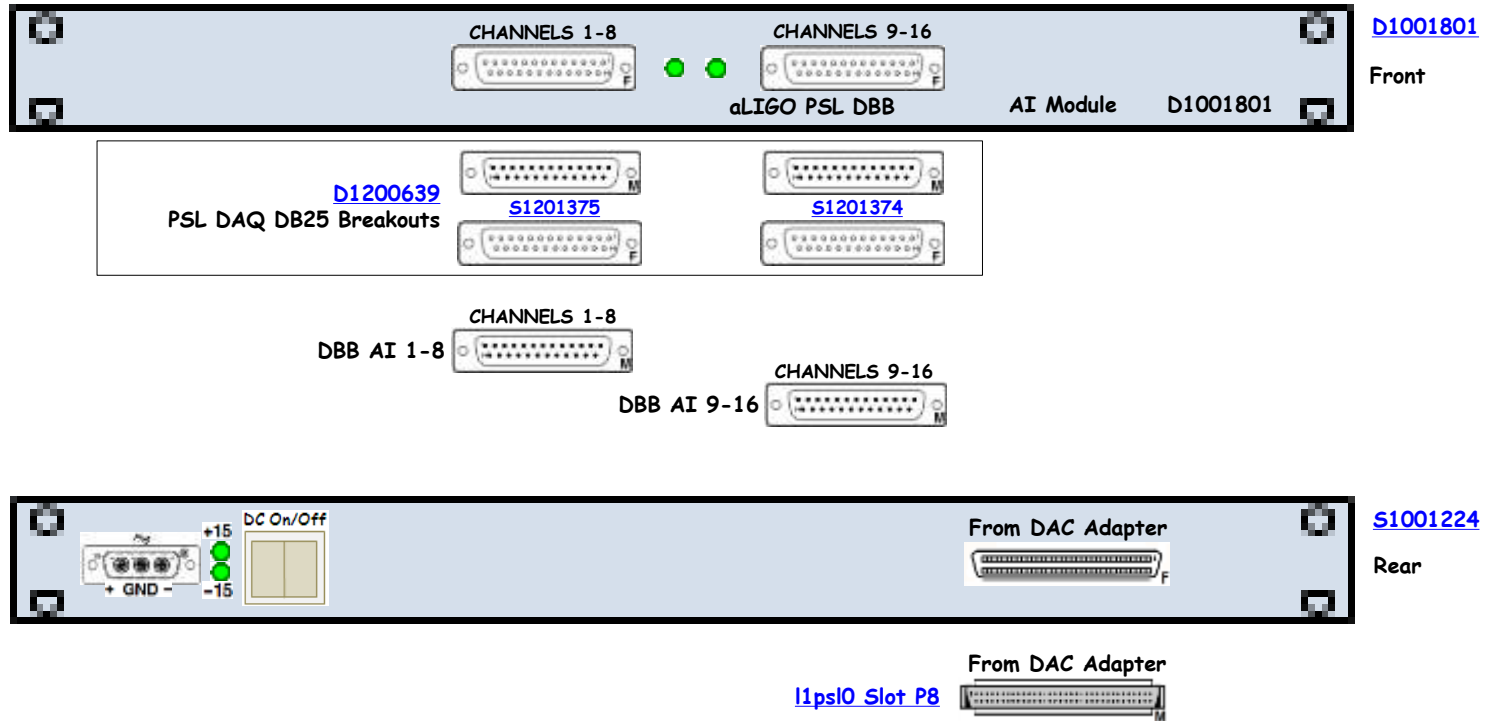 CHANNELS 1-8
CHANNELS 9-16
D1001801
F
F
Front
aLIGO PSL DBB
AI Module
D1001801
M
M
D1200639
S1201375
S1201374
PSL DAQ DB25 Breakouts
F
F
CHANNELS 1-8
DBB AI 1-8
M
CHANNELS 9-16
DBB AI 9-16
M
DC On/Off
+15
From DAC Adapter
S1001224
F
Rear
+ GND -
-15
From DAC Adapter
l1psl0 Slot P8
M